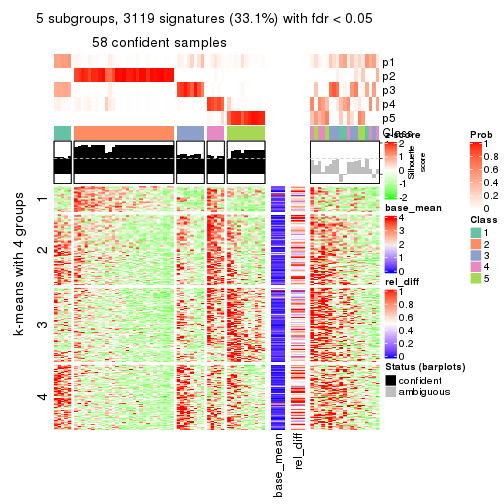 5 subgroups, 3119 signatures (33.1%) with fdr < 0.05
58 confident samples
p1
p2
p3
p4
p5
Class
k-means with 4 groups
1
2
3
4
base_mean
rel_diff
z-score
2
1
0
-1
-2
Silhouette
score
base_mean
4
3
2
1
0
rel_diff
1
0.8
0.6
0.4
0.2
0
Status (barplots)
confident
ambiguous
Prob
1
0.8
0.6
0.4
0.2
0
Class
1
2
3
4
5